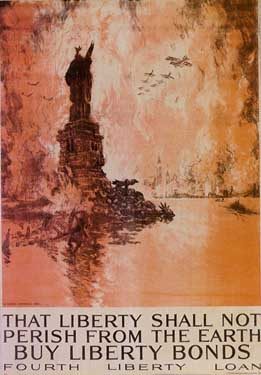 THAT LIBERTY SHALL NOT
PERISH FROM THE EARTH
BUY LIBERTY BONDS
FOURTH LIBERTY LOAN